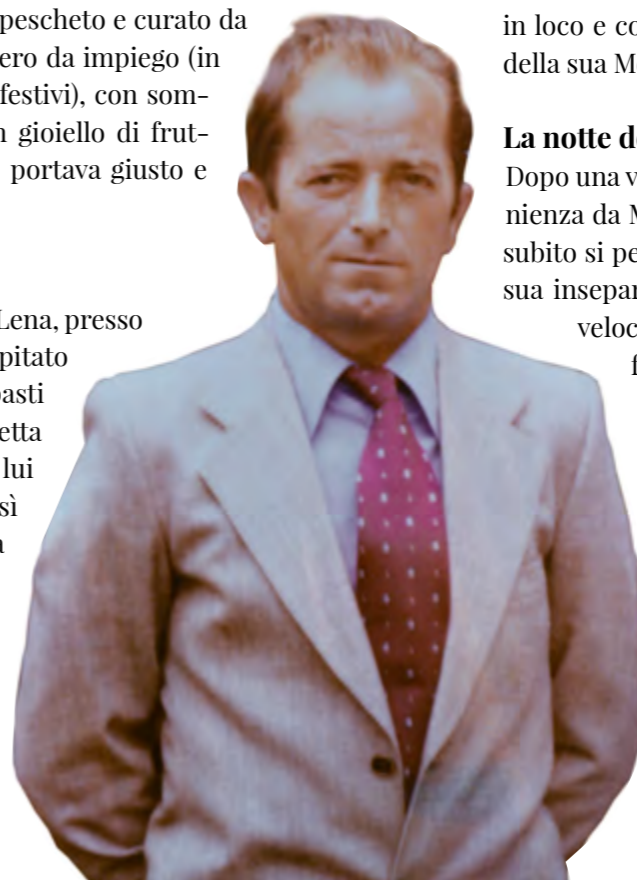 pescheto e curato da
ero da impiego (in
festivi), con som-
gioiello di frut-
portava giusto e
Lena, presso
pitato
pasti
etta
lui
sì
in loco e co
della sua M
La notte d
Dopo una v
nienza da M
subito si pe
sua insepar
veloc
f